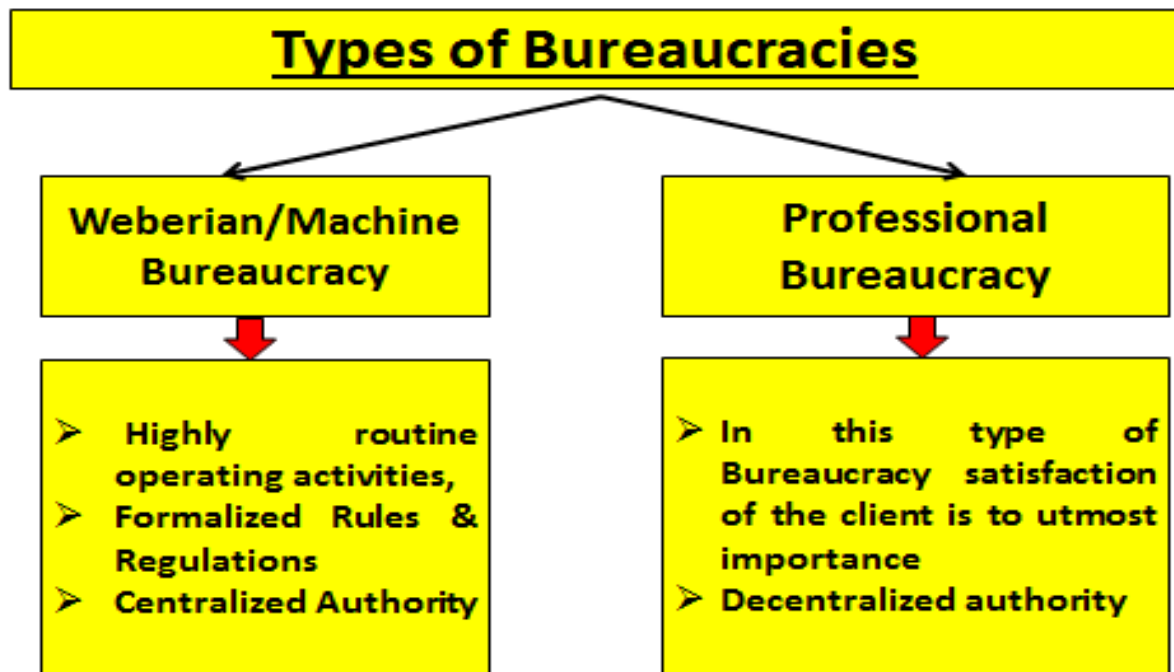 Types of Bureaucracies
Weberian/Machine
Bureaucracy
Professional
Bureaucracy
➢ Highly routine
operating activities,
➢ Formalized Rules &
Regulations
➢ Centralized Authority
➢ In this type of
Bureaucracy satisfaction
of the client is to utmost
importance
➢ Decentralized authority